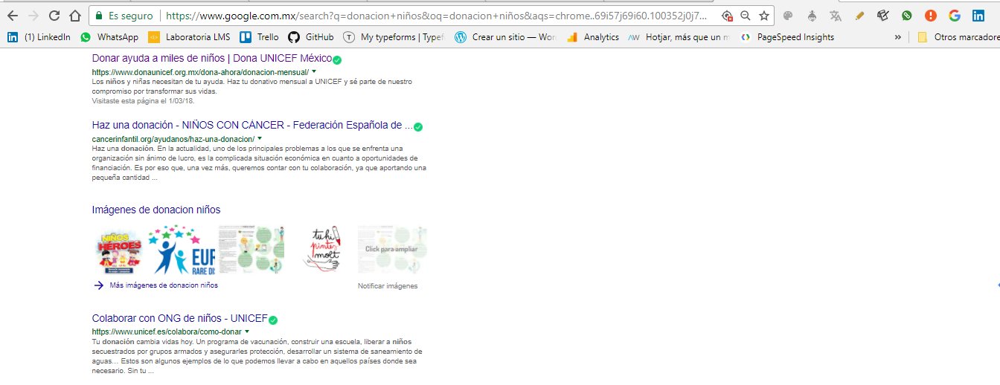 Es seguro | https://www.google.com.mx/search?q=donacion+niños&oq=donacion+niños&aqs=chrome..69i57j69i60.100352j0j7...
(1) LinkedIn WhatsApp Laboratoria LMS Trello GitHub My typeforms | Typef Crear un sitio — Wor Analytics Hotjar, más que un m PageSpeed Insights » Otros marcadore
Donar ayuda a miles de niños | Dona UNICEF México
https://www.donaunicef.org.mx/dona-ahora/donacion-mensual/
Los niños y niñas necesitan de tu ayuda. Haz tu donativo mensual a UNICEF y sé parte de nuestro
compromiso por transformar sus vidas.
Visitaste esta página el 1/03/18.
Haz una donación - NIÑOS CON CÁNCER - Federación Española de ...
cancerinfantil.org/ayudanos/haz-una-donacion/
Haz una donación. En la actualidad, uno de los principales problemas a los que se enfrenta una
organización sin ánimo de lucro, es la complicada situación económica en cuanto a oportunidades de
financiación. Es por eso que, una vez más, queremos contar con tu colaboración, ya que aportando una
pequeña cantidad ...
Imágenes de donacion niños
NIÑOS
HÉROES
EUR
RARE DI
tu hi
pintes
molt
Click para ampliar
Más imágenes de donacion niños
Notificar imágenes
Colaborar con ONG de niños - UNICEF
https://www.unicef.es/colabora/como-donar
Tu donación cambia vidas hoy. Un programa de vacunación, construir una escuela, liberar a niños
secuestrados por grupos armados y asegurarles protección, desarrollar un sistema de saneamiento de
aguas… Estos son algunos ejemplos de lo que podemos llevar a cabo en aquellos países donde sea
necesario. Sin tu ...